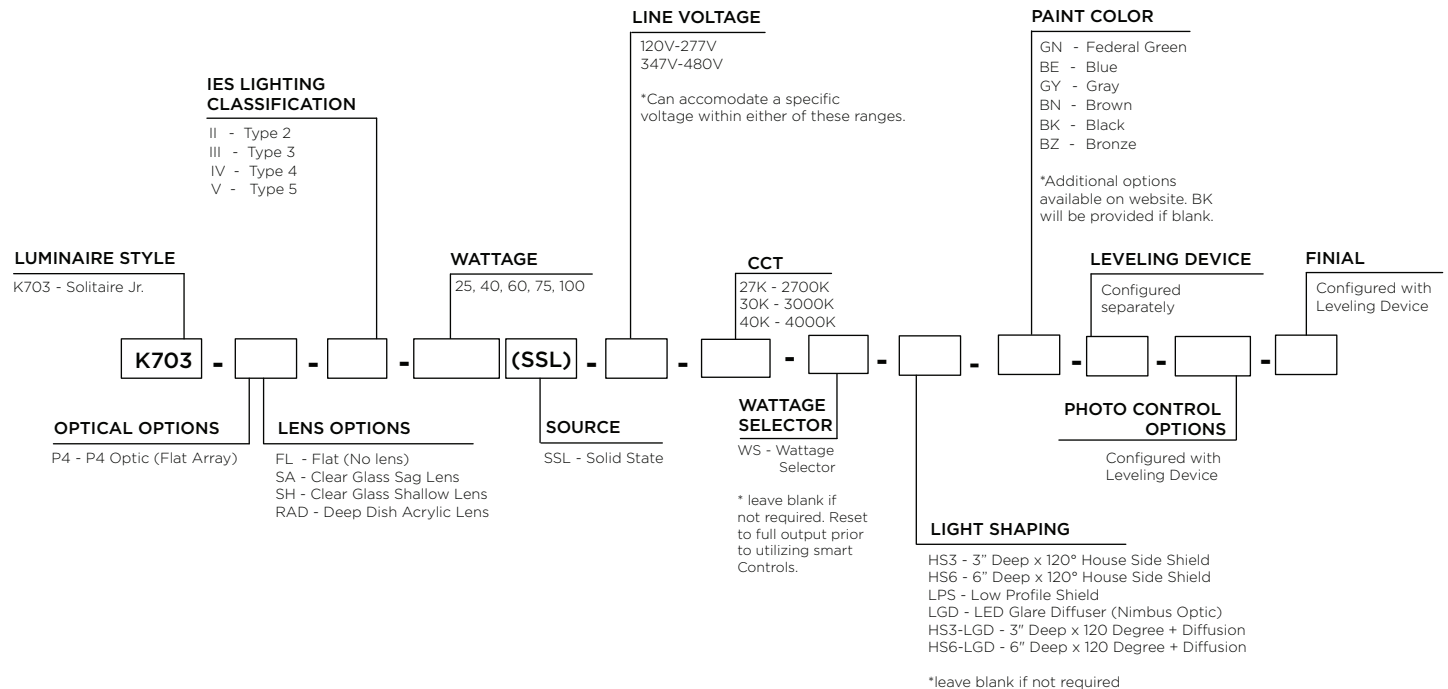 LINE VOLTAGE
120V-277V
347V-480V
*Can accomodate a specific
voltage within either of these ranges.
PAINT COLOR
GN - Federal Green
BE - Blue
GY - Gray
BN - Brown
BK - Black
BZ - Bronze
*Additional options
available on website. BK
will be provided if blank.
IES LIGHTING
CLASSIFICATION
II - Type 2
III - Type 3
IV - Type 4
V - Type 5
LUMINAIRE STYLE
K703 - Solitaire Jr.
WATTAGE
25, 40, 60, 75, 100
CCT
27K - 2700K
30K - 3000K
40K - 4000K
LEVELING DEVICE
Configured
separately
FINIAL
Configured with
Leveling Device
K703 - - - (SSL) - - - - - - - -
OPTICAL OPTIONS
P4 - P4 Optic (Flat Array)
LENS OPTIONS
FL - Flat (No lens)
SA - Clear Glass Sag Lens
SH - Clear Glass Shallow Lens
RAD - Deep Dish Acrylic Lens
SOURCE
SSL - Solid State
WATTAGE
SELECTOR
WS - Wattage
Selector
* leave blank if
not required. Reset
to full output prior
to utilizing smart
Controls.
LIGHT SHAPING
HS3 - 3” Deep x 120° House Side Shield
HS6 - 6” Deep x 120° House Side Shield
LPS - Low Profile Shield
LGD - LED Glare Diffuser (Nimbus Optic)
HS3-LGD - 3" Deep x 120 Degree + Diffusion
HS6-LGD - 6" Deep x 120 Degree + Diffusion
*leave blank if not required
PHOTO CONTROL
OPTIONS
Configured with
Leveling Device